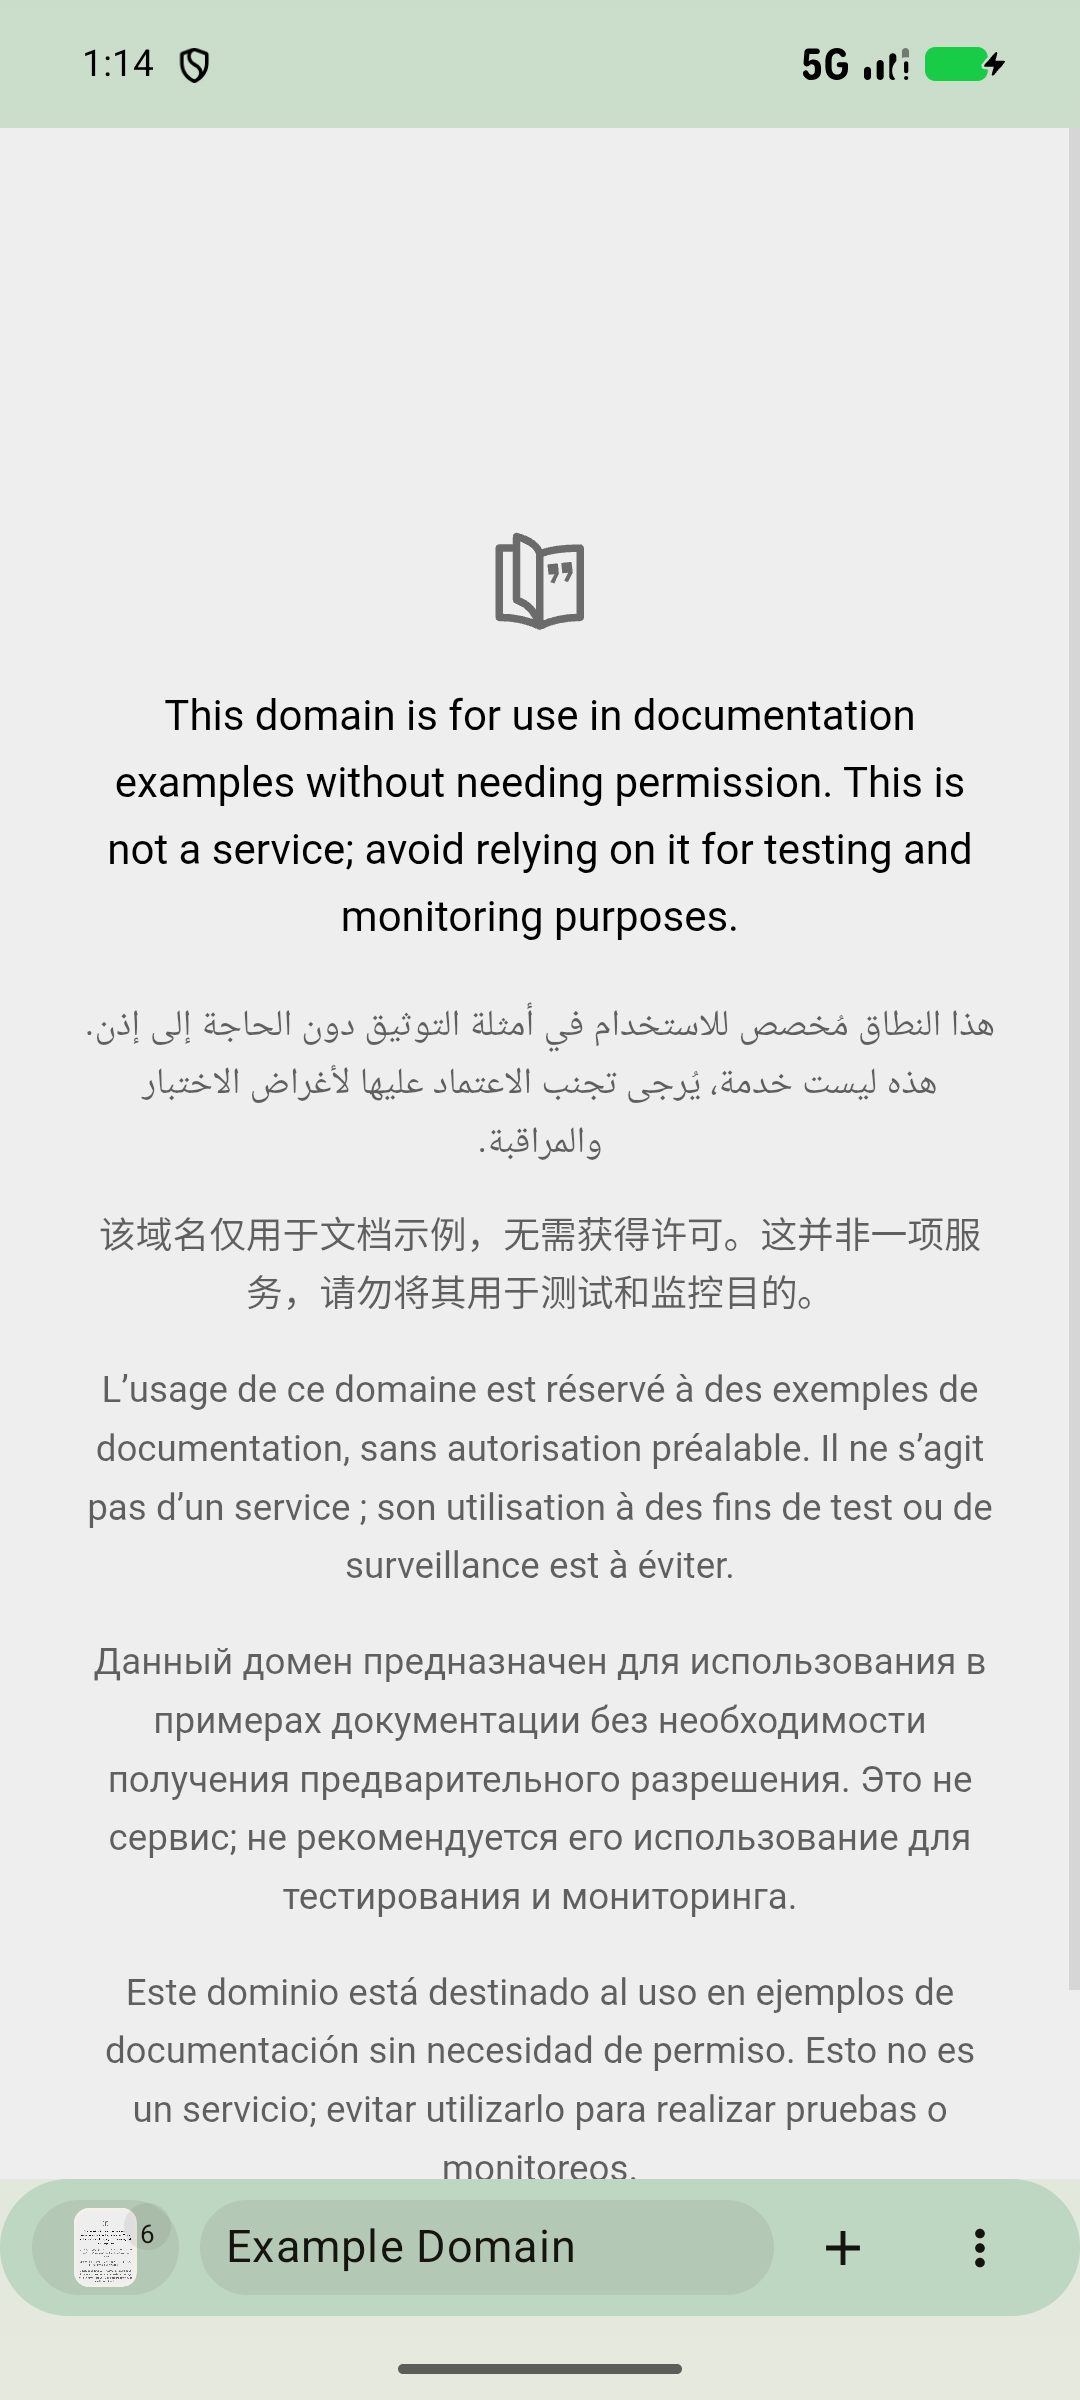 1:14
5G
This domain is for use in documentation
examples without needing permission. This is
not a service; avoid relying on it for testing and
monitoring purposes.
هذا النطاق مُخصص للاستخدام في أمثلة التوثيق دون الحاجة إلى إذن.
هذه ليست خدمة، يُرجى تجنب الاعتماد عليها لأغراض الاختبار
والمراقبة.
该域名仅用于文档示例，无需获得许可。这并非一项服
务，请勿将其用于测试和监控目的。
L’usage de ce domaine est réservé à des exemples de
documentation, sans autorisation préalable. Il ne s’agit
pas d’un service ; son utilisation à des fins de test ou de
surveillance est à éviter.
Данный домен предназначен для использования в
примерах документации без необходимости
получения предварительного разрешения. Это не
сервис; не рекомендуется его использование для
тестирования и мониторинга.
Este dominio está destinado al uso en ejemplos de
documentación sin necesidad de permiso. Esto no es
un servicio; evitar utilizarlo para realizar pruebas o
monitoreos.
6
Example Domain